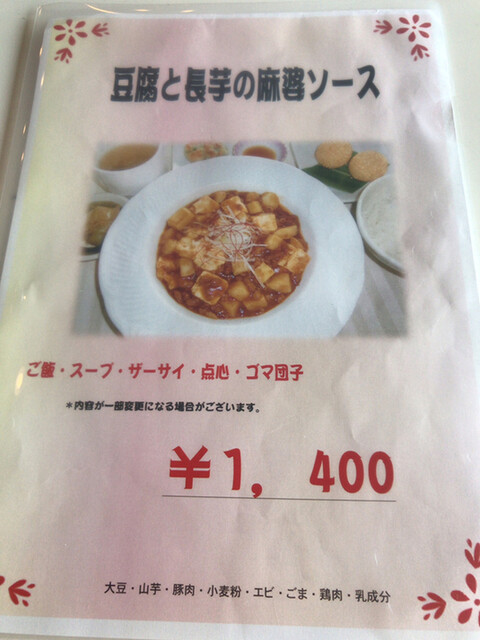 豆腐と長芋の麻婆ソース
ご飯・スープ・ザーサイ・点心・ゴマ団子
＊内容が一部変更になる場合がございます。
￥1，400
大豆・山芋・豚肉・小麦粉・エビ・ごま・鶏肉・乳成分